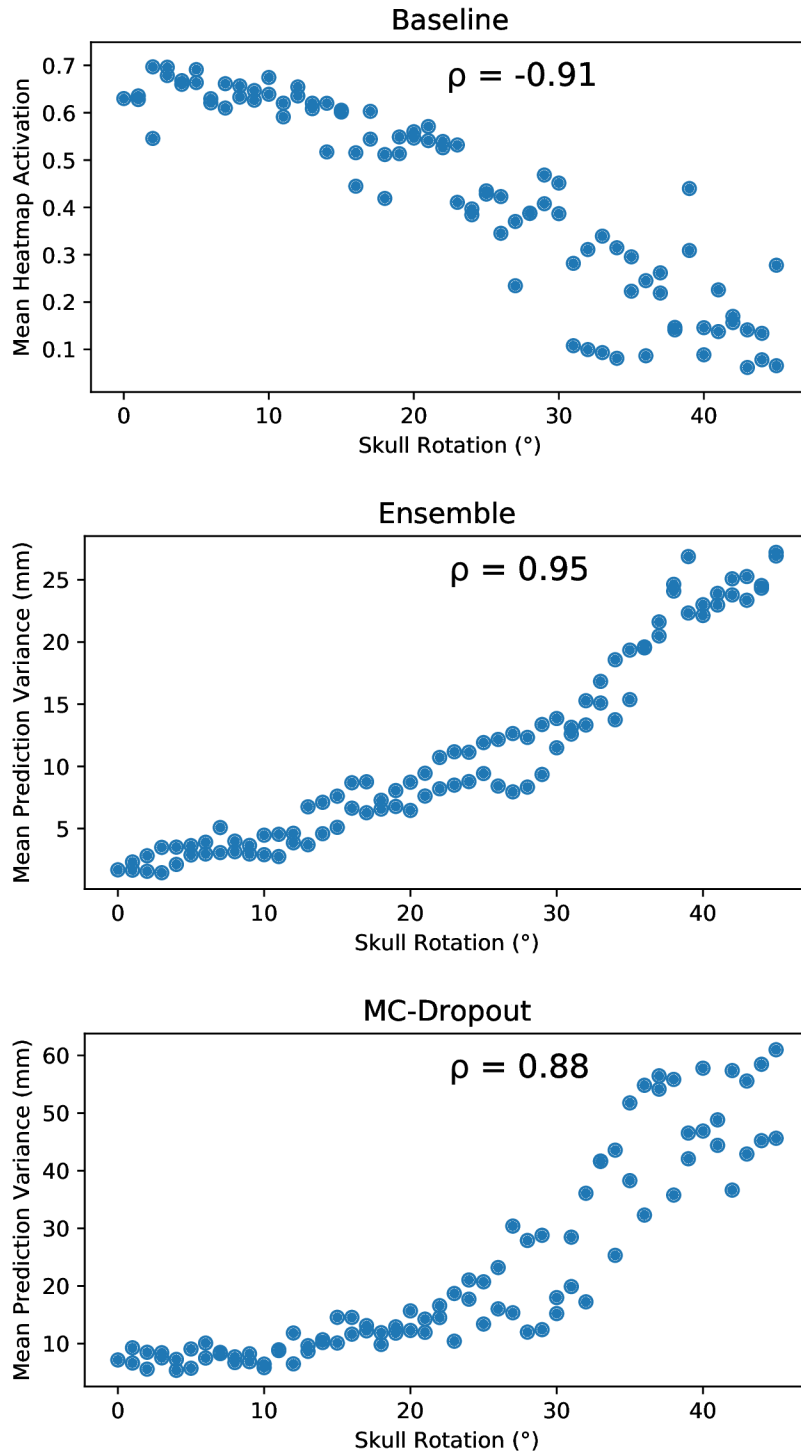 Baseline
ρ = -0.91
Mean Heatmap Activation
0.7
0.6
0.5
0.4
0.3
0.2
0.1
0 10 20 30 40
Skull Rotation (°)
Ensemble
ρ = 0.95
Mean Prediction Variance (mm)
25
20
15
10
5
0 10 20 30 40
Skull Rotation (°)
MC-Dropout
ρ = 0.88
Mean Prediction Variance (mm)
60
50
40
30
20
10
0 10 20 30 40
Skull Rotation (°)